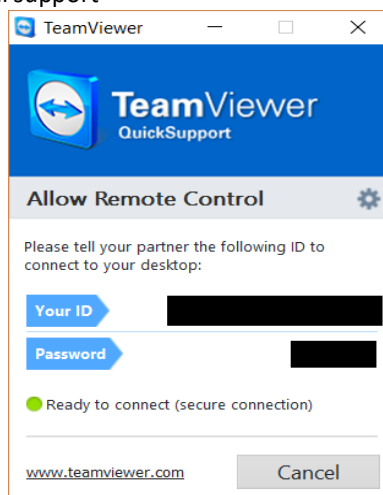 TeamViewer
TeamViewer
QuickSupport
Allow Remote Control
Please tell your partner the following ID to
connect to your desktop:
Your ID
Password
Ready to connect (secure connection)
www.teamviewer.com
Cancel